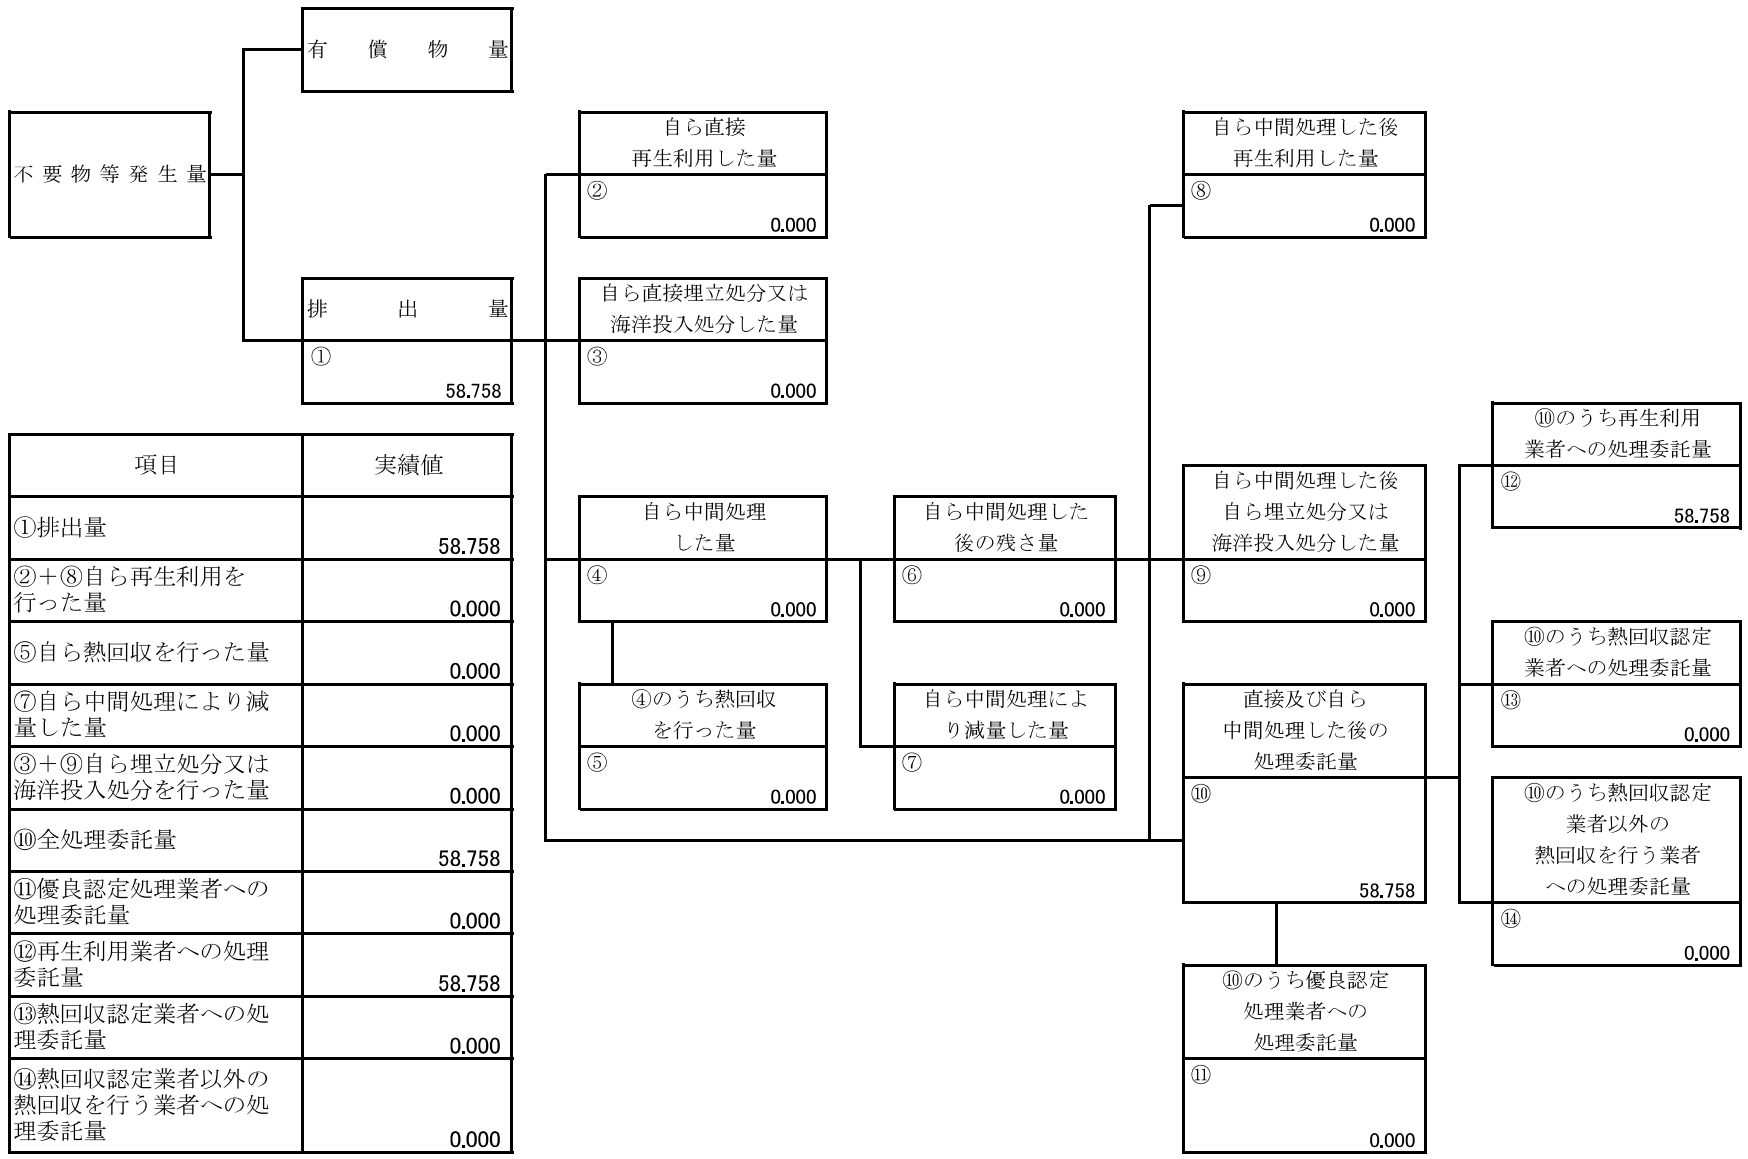 有償物量
不要物等発生量
排出量
①
58.758
自ら直接
再生利用した量
②
0.000
自ら直接埋立処分又は
海洋投入処分した量
③
0.000
自ら中間処理した後
再生利用した量
⑧
0.000
項目 実績値
①排出量
58.758
②＋⑧自ら再生利用を
行った量
0.000
⑤自ら熱回収を行った量
0.000
⑦自ら中間処理により減
量した量
0.000
③＋⑨自ら埋立処分又は
海洋投入処分を行った量
0.000
⑩全処理委託量
58.758
⑪優良認定処理業者への
処理委託量
0.000
⑫再生利用業者への処理
委託量
58.758
⑬熱回収認定業者への処
理委託量
0.000
⑭熱回収認定業者以外の
熱回収を行う業者への処
理委託量
0.000
自ら中間処理
した量
④
0.000
④のうち熱回収
を行った量
⑤
0.000
自ら中間処理した
後の残さ量
⑥
0.000
自ら中間処理によ
り減量した量
⑦
0.000
自ら中間処理した後
自ら埋立処分又は
海洋投入処分した量
⑨
0.000
直接及び自ら
中間処理した後の
処理委託量
⑩
58.758
⑩のうち優良認定
処理業者への
処理委託量
⑪
0.000
⑩のうち再生利用
業者への処理委託量
⑫
58.758
⑩のうち熱回収認定
業者への処理委託量
⑬
0.000
⑩のうち熱回収認定
業者以外の
熱回収を行う業者
への処理委託量
⑭
0.000